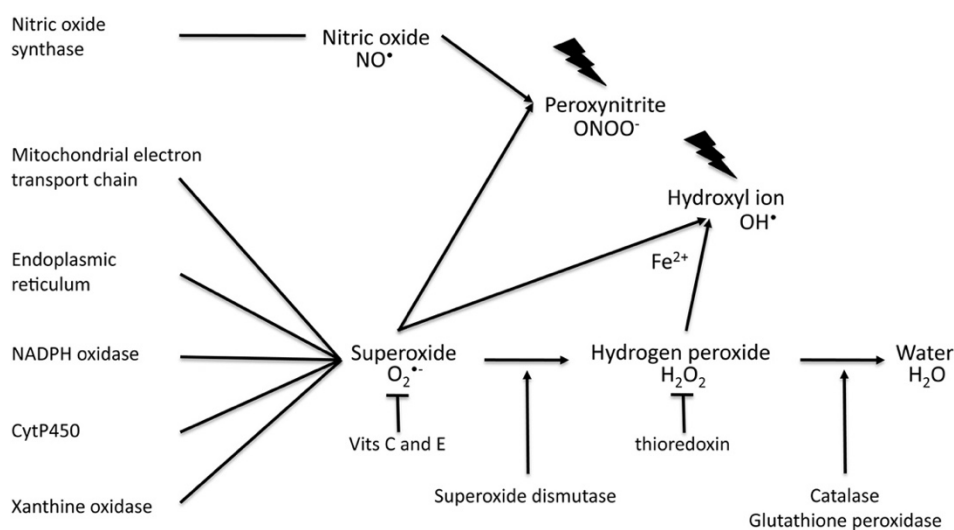 Nitric oxide
synthase
Nitric oxide
NO•
Peroxynitrite
ONOO⁻
Mitochondrial electron
transport chain
Hydroxyl ion
OH•
Fe²⁺
Endoplasmic
reticulum
NADPH oxidase
Superoxide
O₂•⁻
Hydrogen peroxide
H₂O₂
Water
H₂O
CytP450
Vits C and E
thioredoxin
Xanthine oxidase
Superoxide dismutase
Catalase
Glutathione peroxidase